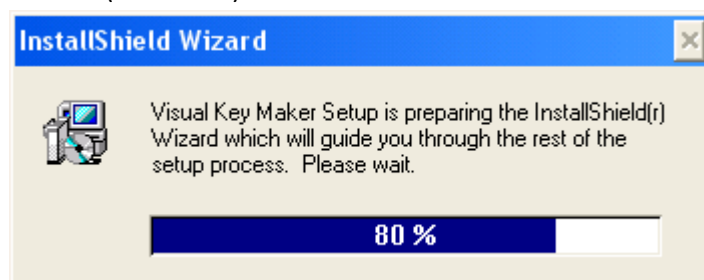 InstallShield Wizard
Visual Key Maker Setup is preparing the InstallShield(r)
Wizard which will guide you through the rest of the
setup process. Please wait.
80 %